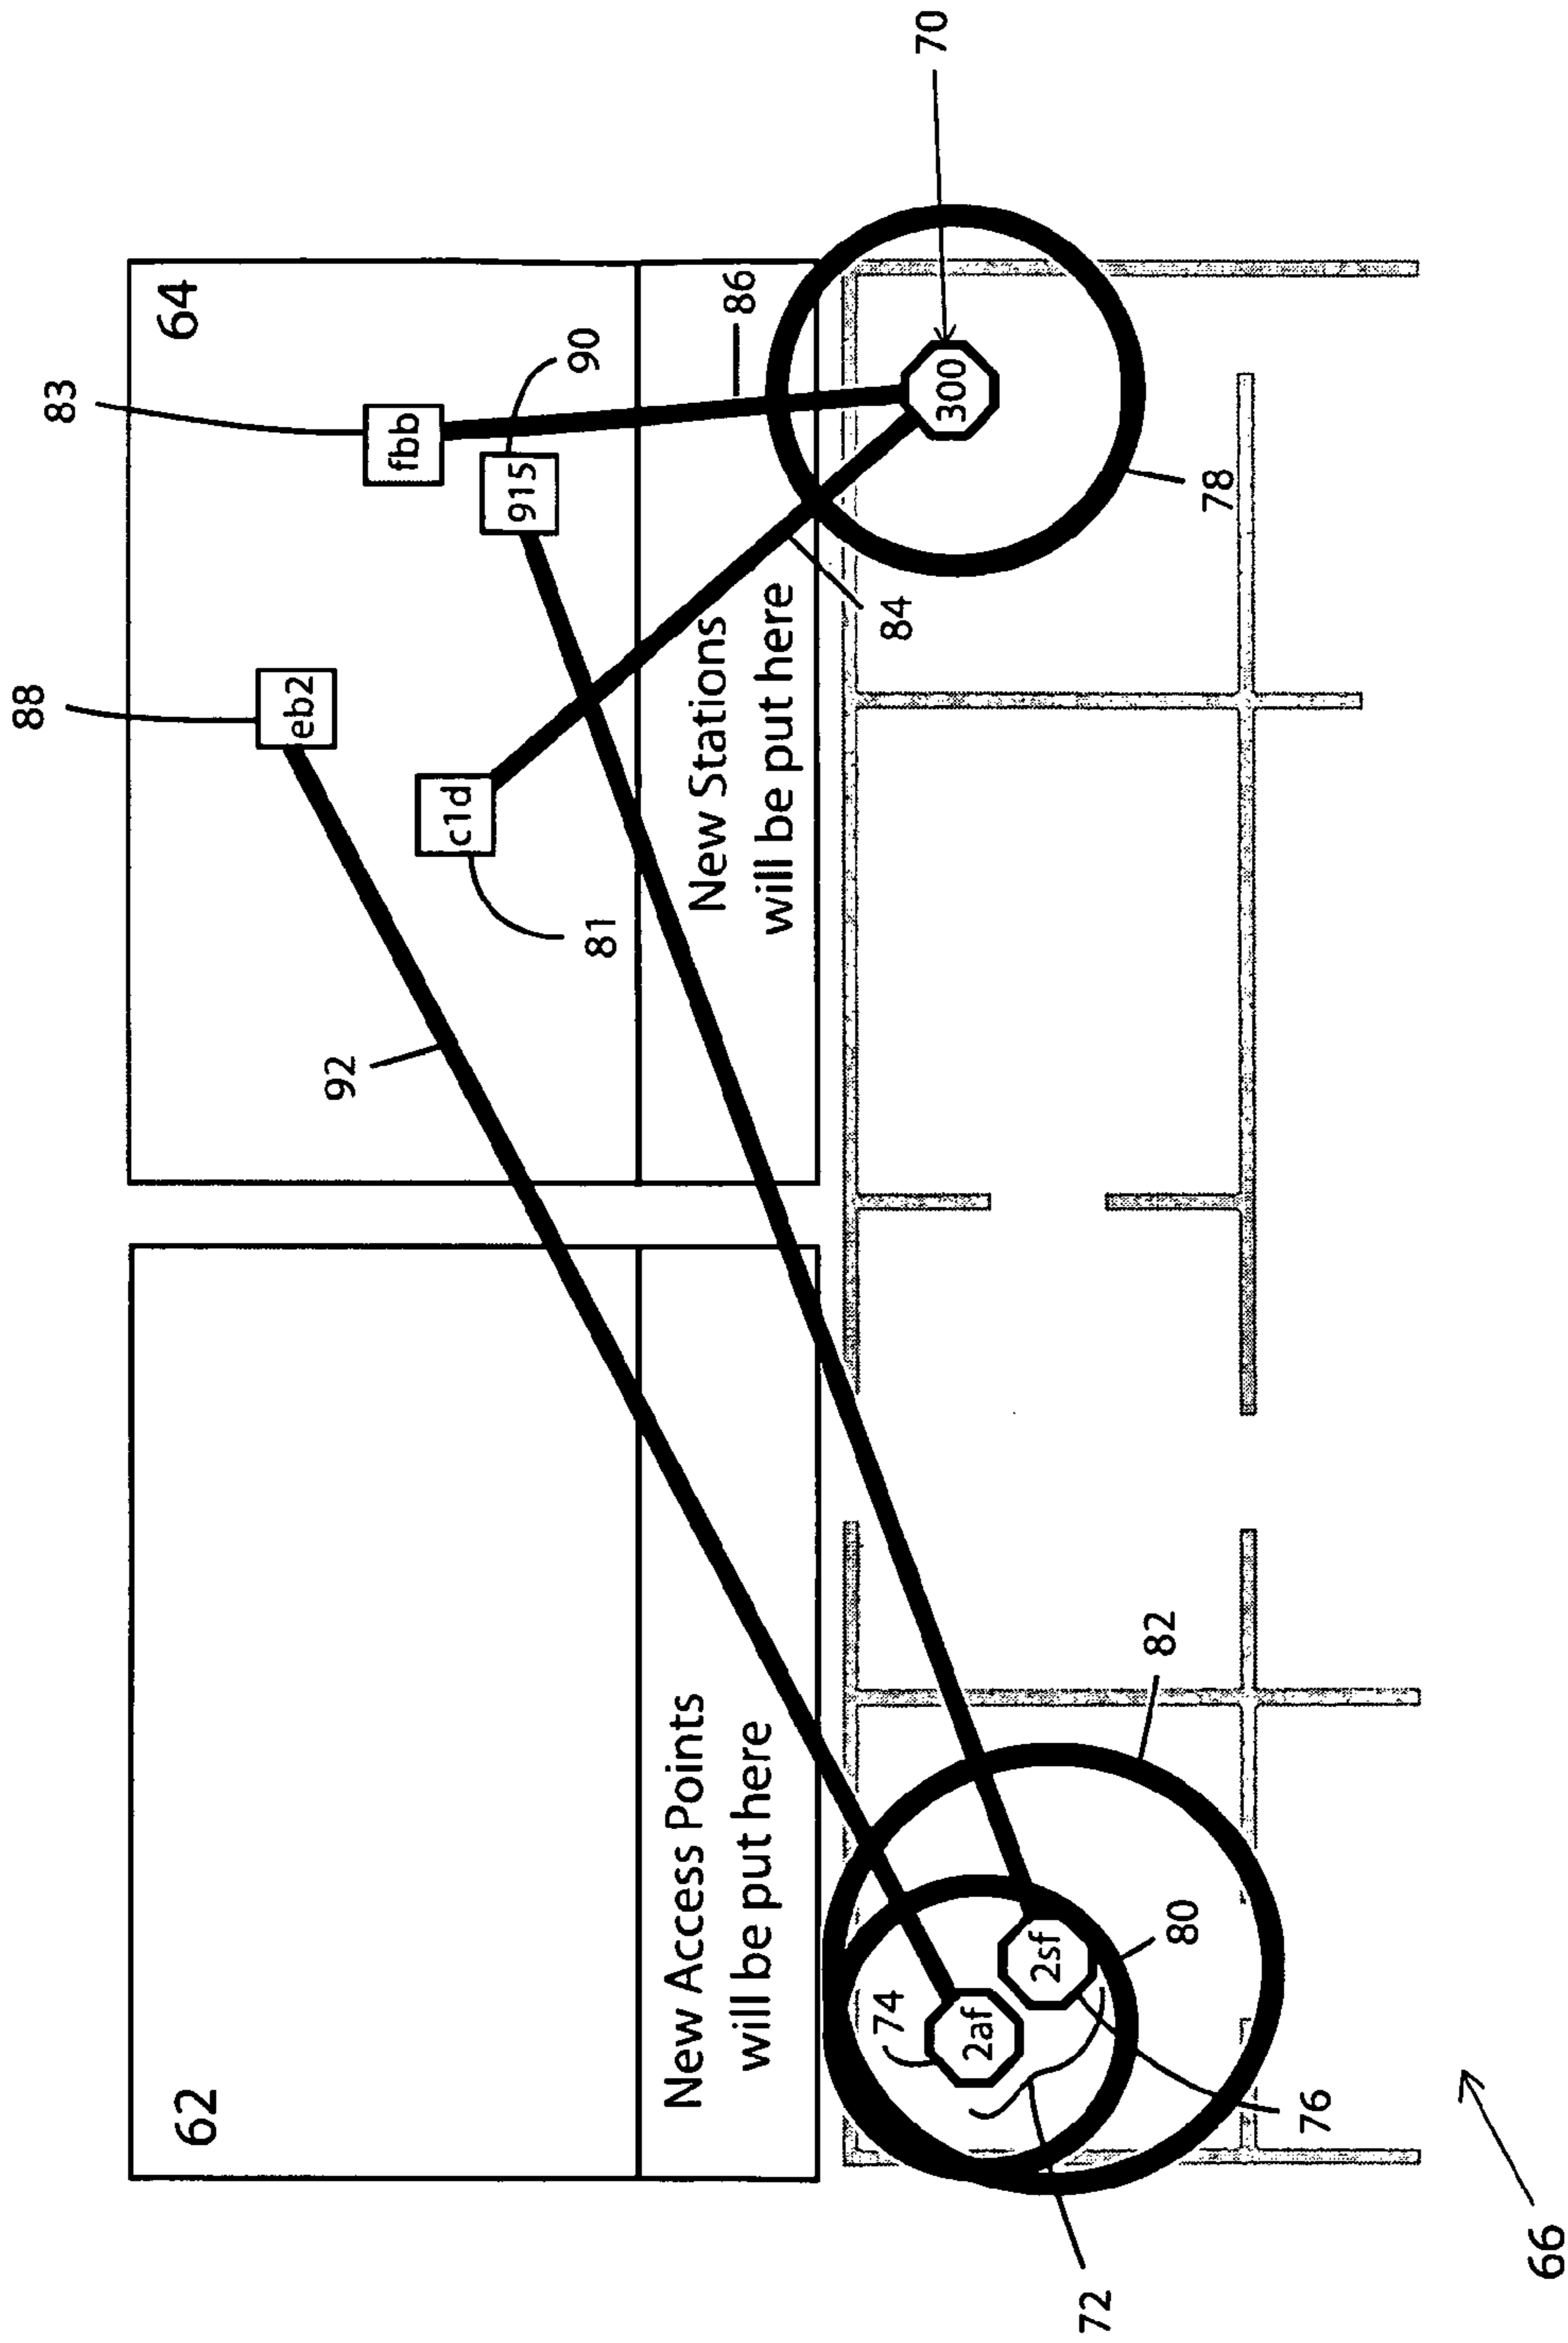 62
64
88
83
eb2
fbb
90
915
c1d
92
81
86
New Access Points
will be put here
New Stations
will be put here
84
70
300
78
74
2af
2sf
80
82
72
76
66